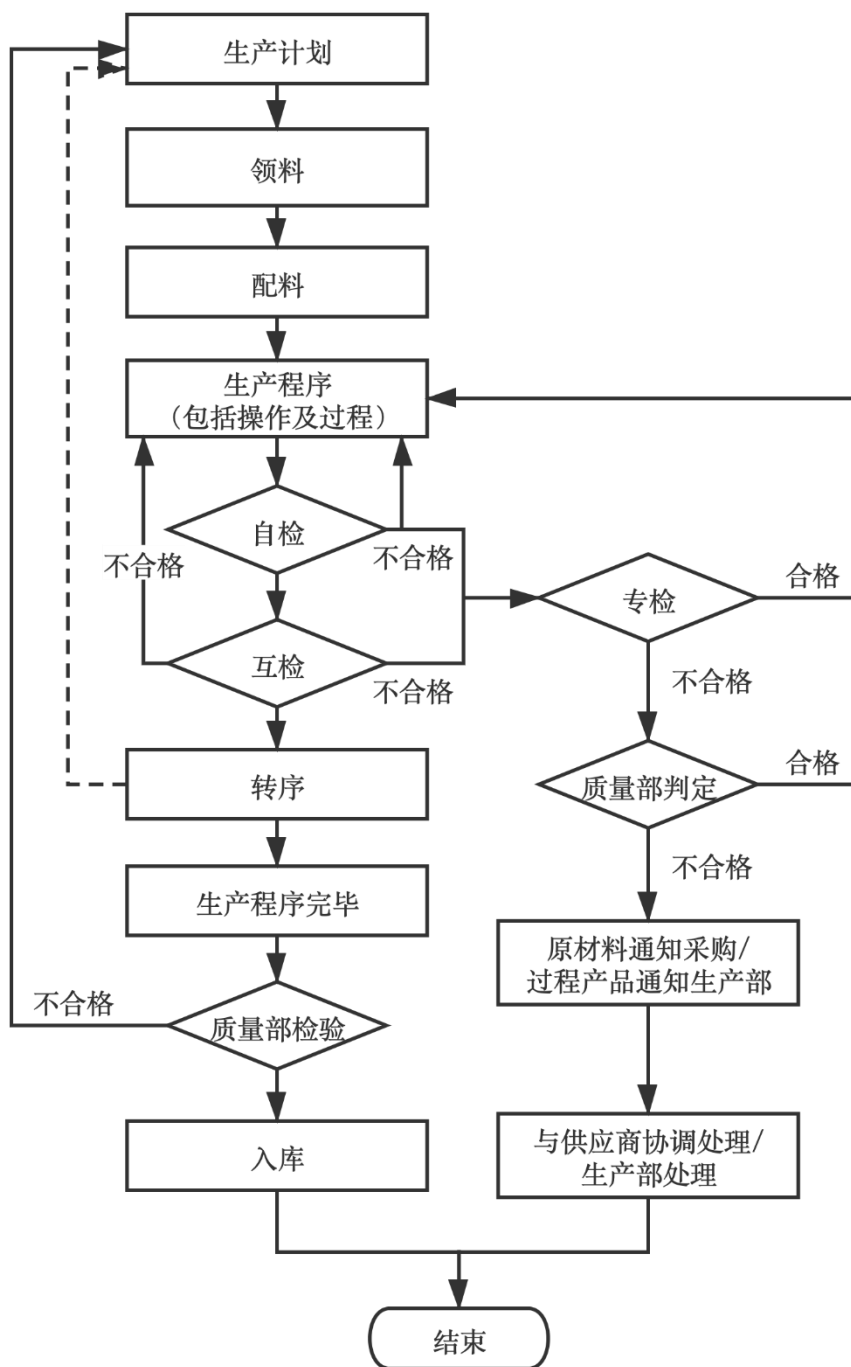 生产计划
领料
配料
生产程序
（包括操作及过程）
自检
不合格
不合格
专检
合格
互检
不合格
不合格
转序
质量部判定
合格
不合格
生产程序完毕
原材料通知采购/
过程产品通知生产部
不合格
质量部检验
入库
与供应商协调处理/
生产部处理
结束